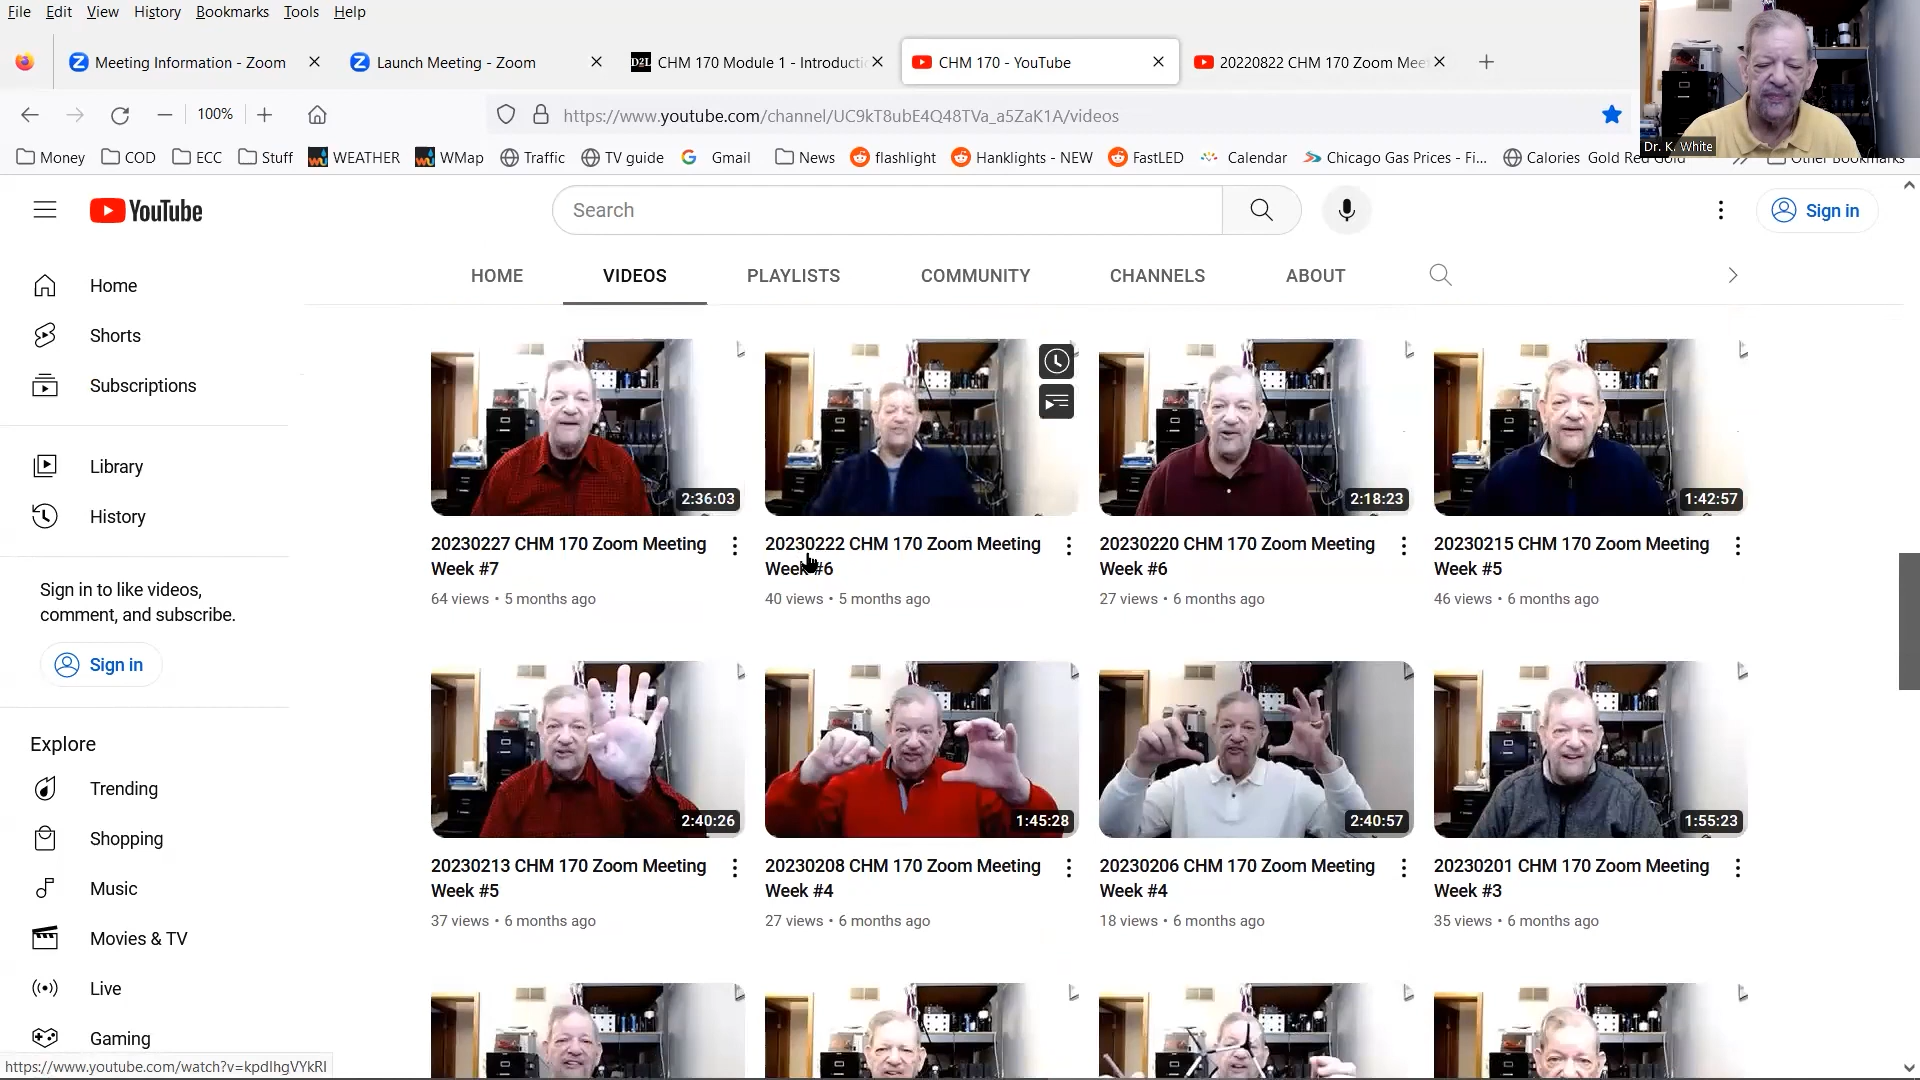 File Edit View History Bookmarks Tools Help
Meeting Information - Zoom
Launch Meeting - Zoom
D2L CHM 170 Module 1 - Introducti
CHM 170 - YouTube
20220822 CHM 170 Zoom Mee
100%
https://www.youtube.com/channel/UC9kT8ubE4Q48TVa_a5ZaK1A/videos
Dr. K. White
Money COD ECC Stuff WEATHER WMap Traffic TV guide Gmail News flashlight Hanklights - NEW FastLED Calendar Chicago Gas Prices - Fi... Calories Gold Red Gold Other Bookmarks
YouTube
Search
Sign in
HOME VIDEOS PLAYLISTS COMMUNITY CHANNELS ABOUT
Home
Shorts
Subscriptions
Library
History
Sign in to like videos,
comment, and subscribe.
Sign in
Explore
Trending
Shopping
Music
Movies & TV
Live
Gaming
2:36:03
20230227 CHM 170 Zoom Meeting
Week #7
64 views • 5 months ago
20230222 CHM 170 Zoom Meeting
Week #6
40 views • 5 months ago
2:18:23
20230220 CHM 170 Zoom Meeting
Week #6
27 views • 6 months ago
1:42:57
20230215 CHM 170 Zoom Meeting
Week #5
46 views • 6 months ago
2:40:26
20230213 CHM 170 Zoom Meeting
Week #5
37 views • 6 months ago
1:45:28
20230208 CHM 170 Zoom Meeting
Week #4
27 views • 6 months ago
2:40:57
20230206 CHM 170 Zoom Meeting
Week #4
18 views • 6 months ago
1:55:23
20230201 CHM 170 Zoom Meeting
Week #3
35 views • 6 months ago
https://www.youtube.com/watch?v=kpdIhgVYkRI